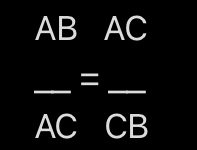 AB AC
__ = __
AC CB